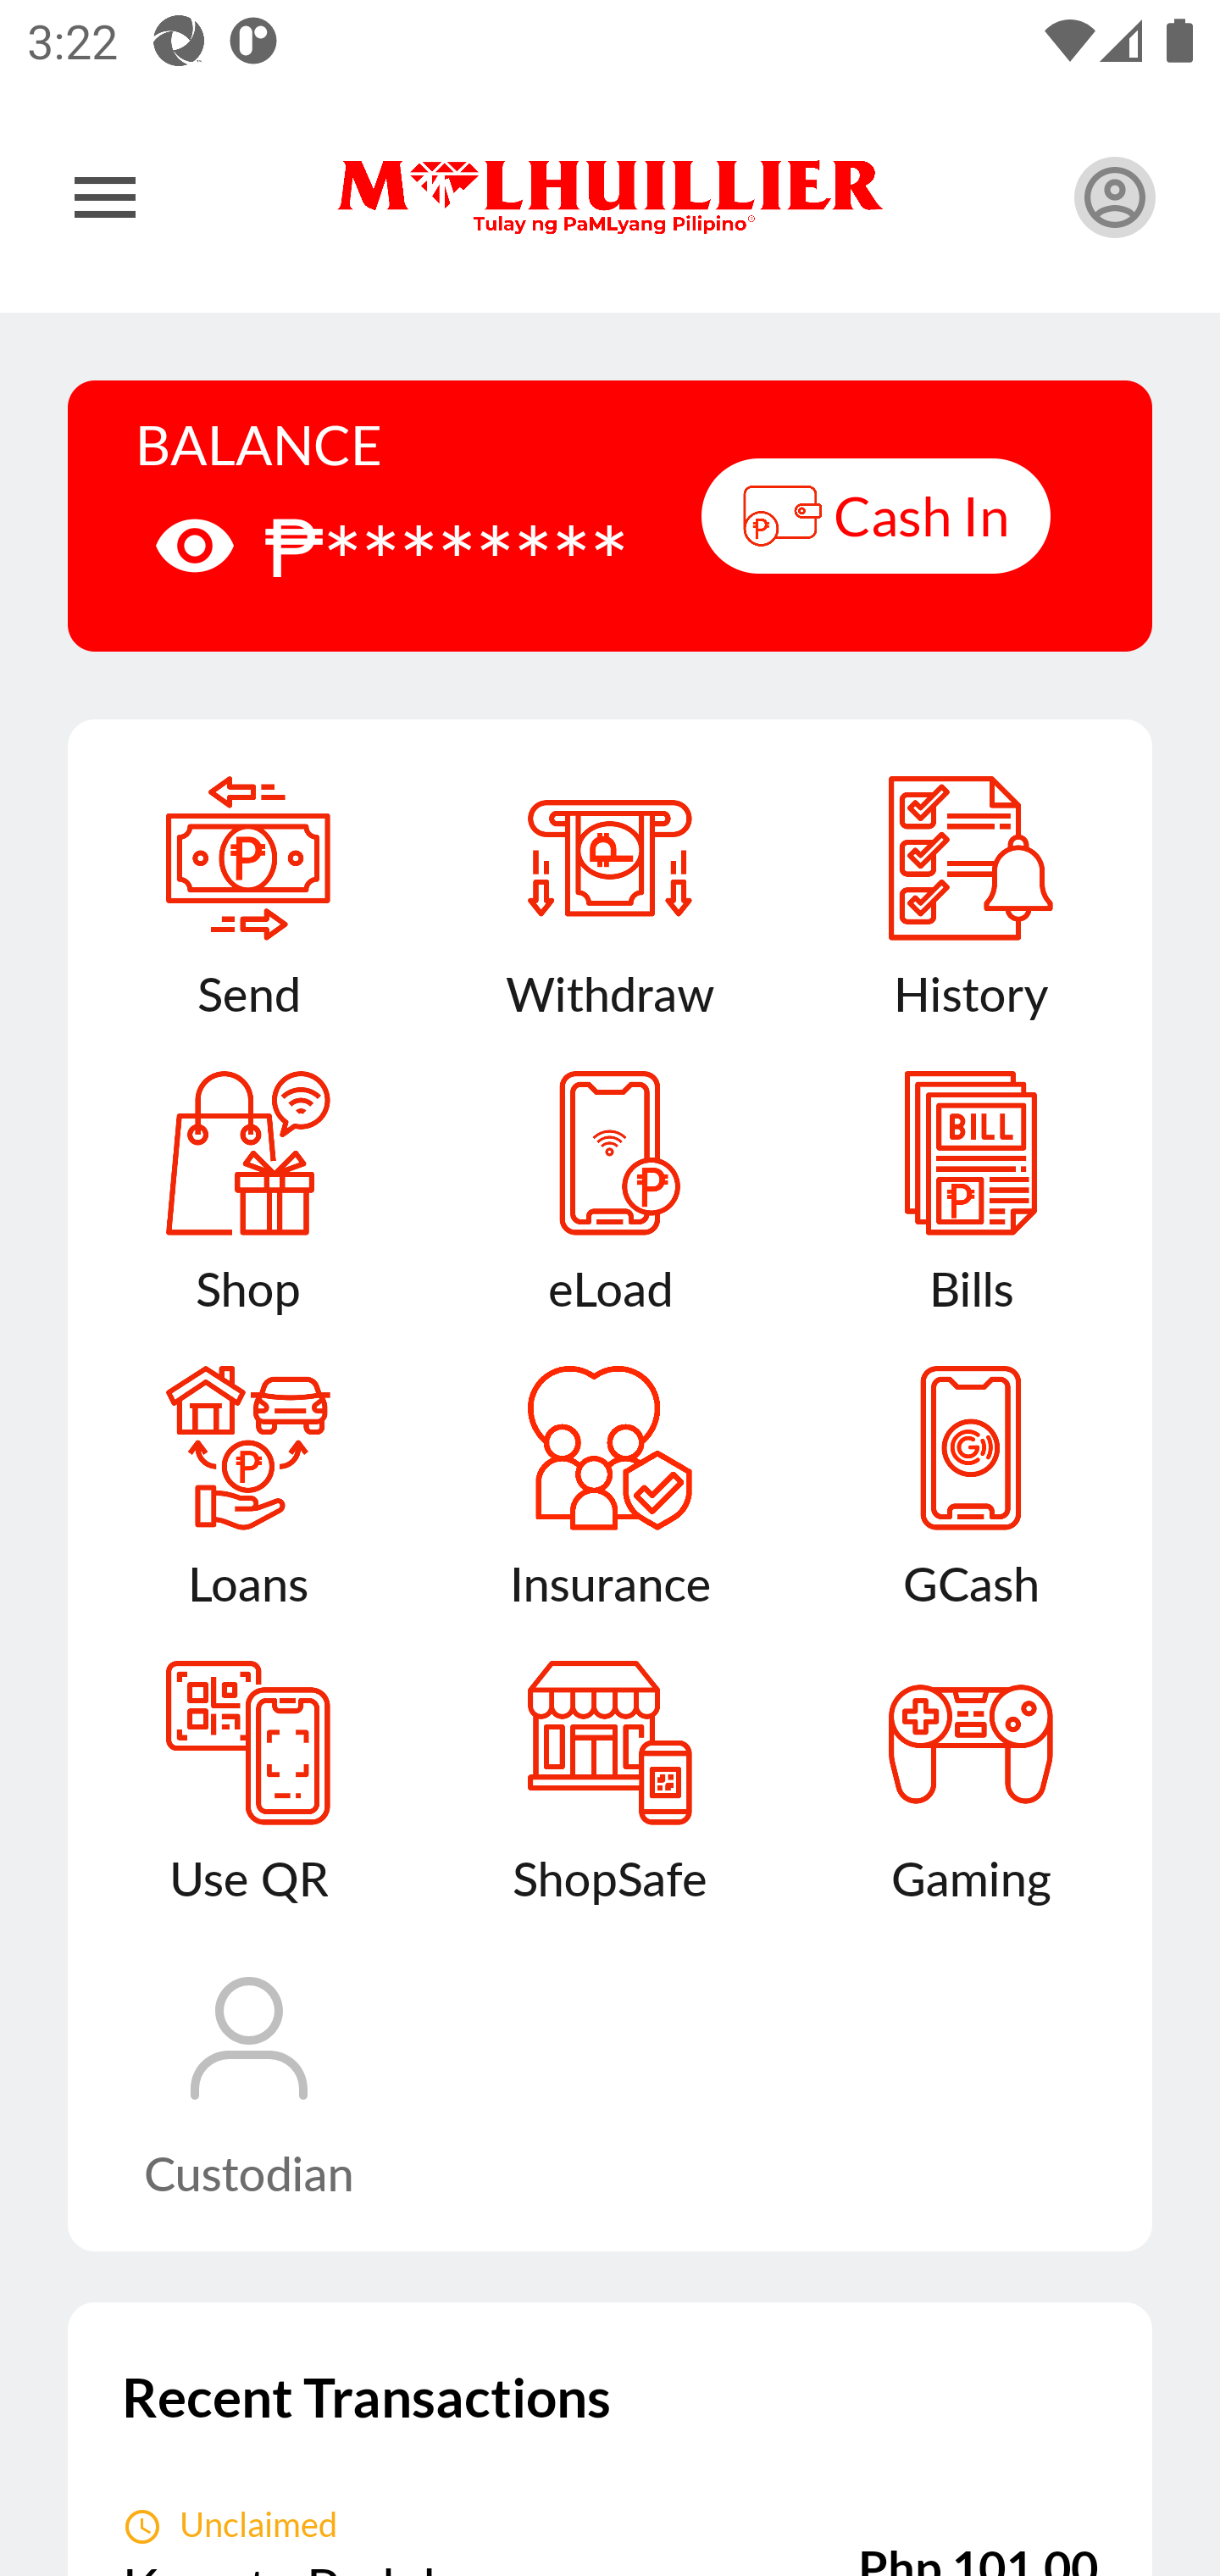 3:22
M LHUILLIER
Tulay ng PaMLyang Pilipino
BALANCE
₱********
Cash In
Send
Withdraw
History
Shop
eLoad
BILL
Bills
Loans
Insurance
GCash
Use QR
ShopSafe
Gaming
Custodian
Recent Transactions
Unclaimed
Php 101.00